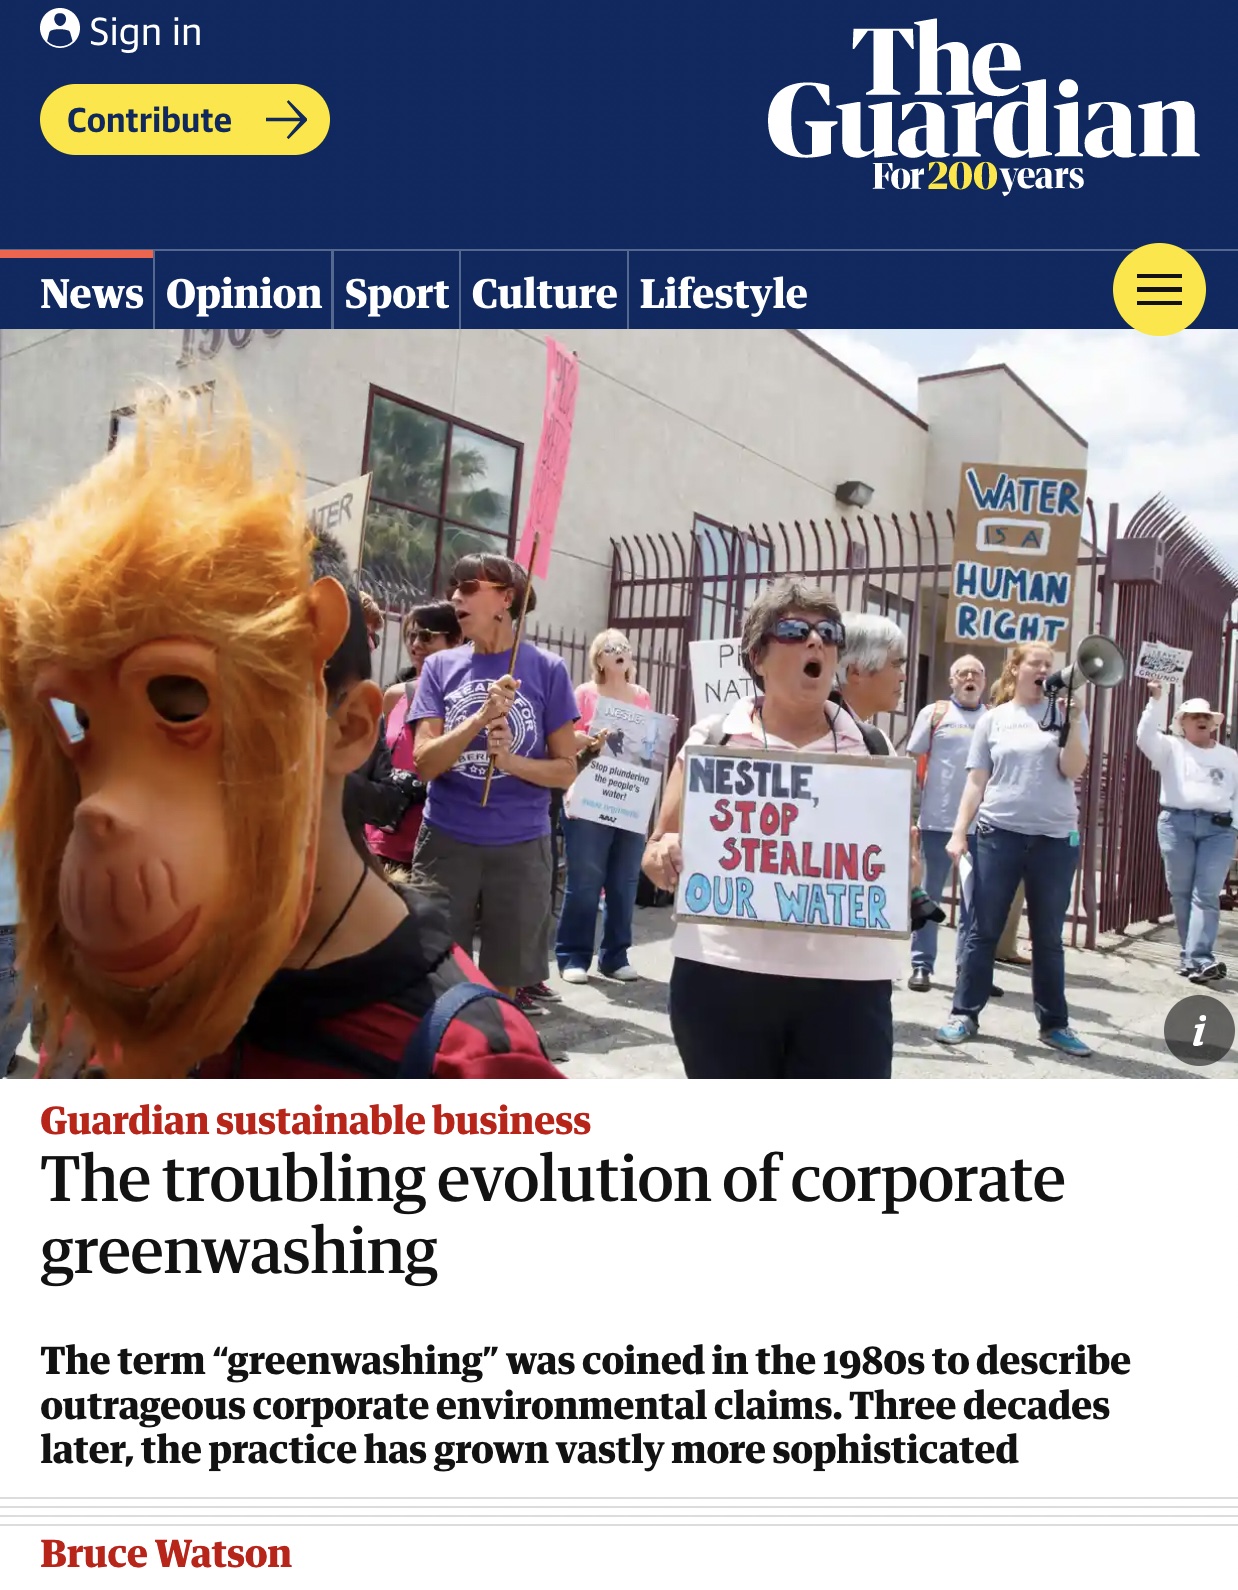 Sign in
Contribute
The
Guardian
For 200 years
News
Opinion
Sport
Culture
Lifestyle
WATER
IS A
HUMAN
RIGHT
Nestle
Stop plundering
the people's
water!
NAT
NESTLE,
STOP
STEALING
OUR WATER
GROUND!
i
Guardian sustainable business
The troubling evolution of corporate
greenwashing
The term “greenwashing” was coined in the 1980s to describe
outrageous corporate environmental claims. Three decades
later, the practice has grown vastly more sophisticated
Bruce Watson